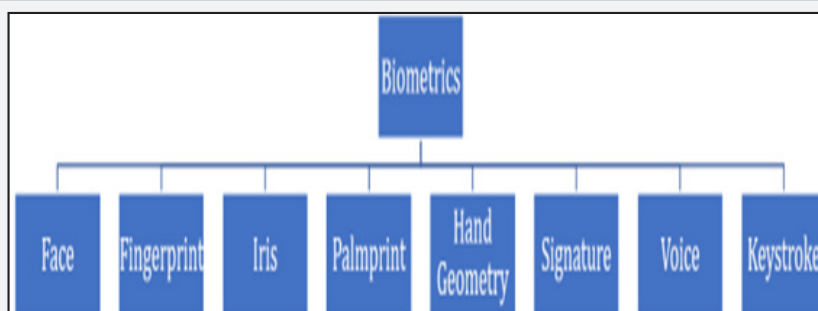 Biometrics
Face
Fingerprint
Iris
Palmprint
Hand
Geometry
Signature
Voice
Keystroke